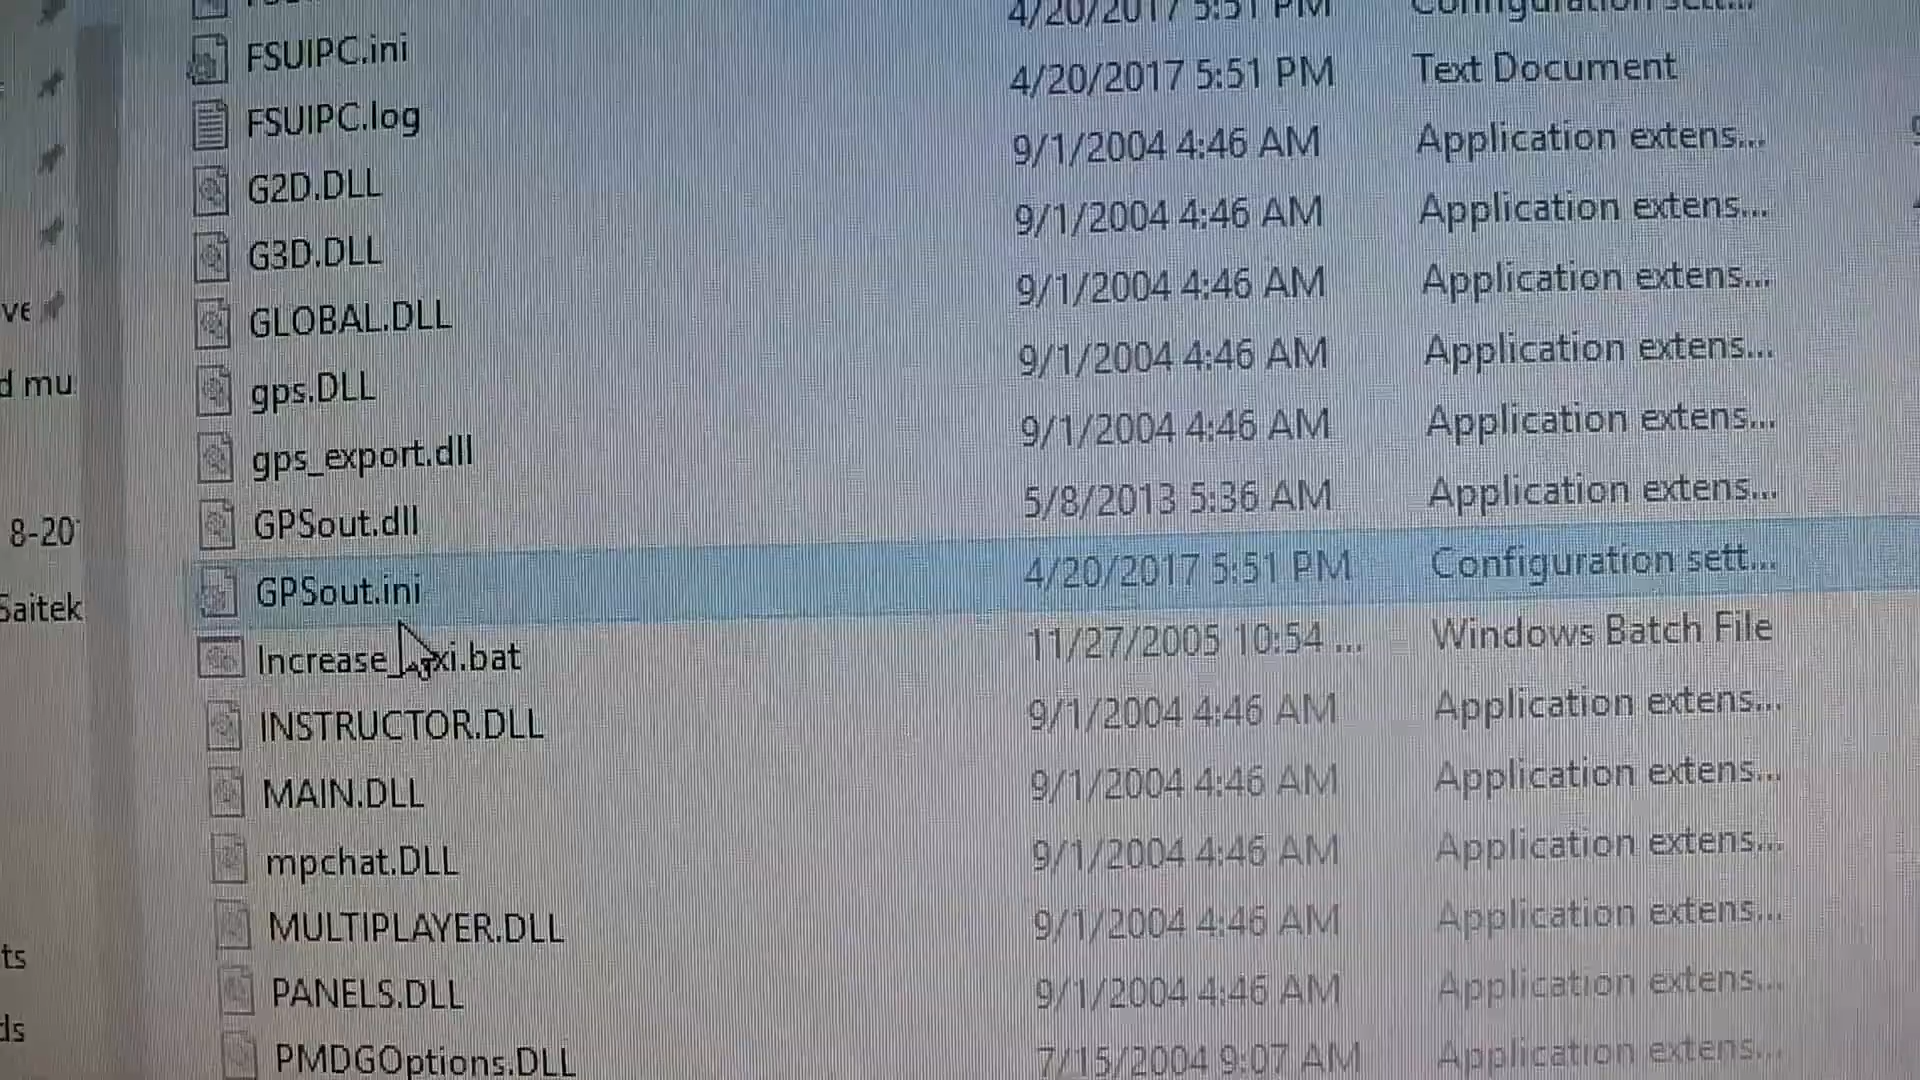 FSUIPC.ini 4/20/2017 5:51 PM Configuration sett...
FSUIPC.log 4/20/2017 5:51 PM Text Document
G2D.DLL 9/1/2004 4:46 AM Application extens...
G3D.DLL 9/1/2004 4:46 AM Application extens...
GLOBAL.DLL 9/1/2004 4:46 AM Application extens...
gps.DLL 9/1/2004 4:46 AM Application extens...
gps_export.dll 9/1/2004 4:46 AM Application extens...
GPSout.dll 5/8/2013 5:36 AM Application extens...
GPSout.ini 4/20/2017 5:51 PM Configuration sett...
11/27/2005 10:54 ... Windows Batch File
INSTRUCTOR.DLL 9/1/2004 4:46 AM Application extens...
MAIN.DLL 9/1/2004 4:46 AM Application extens...
mpchat.DLL 9/1/2004 4:46 AM Application extens...
MULTIPLAYER.DLL 9/1/2004 4:46 AM Application extens...
PANELS.DLL 9/1/2004 4:46 AM Application extens...
PMDGOptions.DLL 7/15/2004 9:07 AM Application extens...
ve
d mu
8-20
Saitek
ts
ds